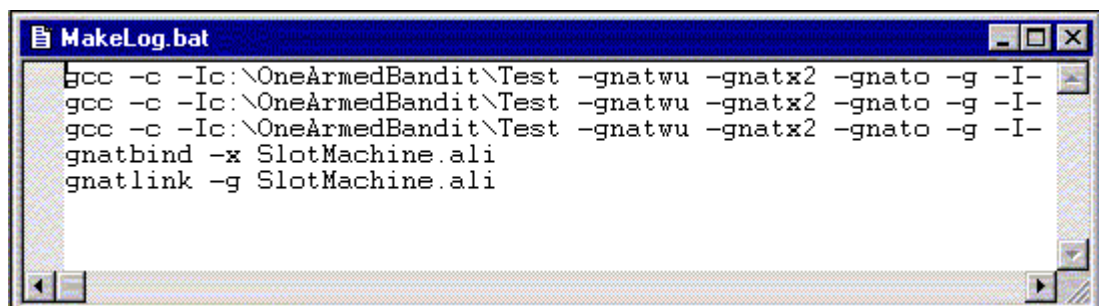 MakeLog.bat
gcc -c -Ic:\OneArmedBandit\Test -gnatwu -gnatx2 -gnato -g -I-
gcc -c -Ic:\OneArmedBandit\Test -gnatwu -gnatx2 -gnato -g -I-
gcc -c -Ic:\OneArmedBandit\Test -gnatwu -gnatx2 -gnato -g -I-
gnatbind -x SlotMachine.ali
gnatlink -g SlotMachine.ali